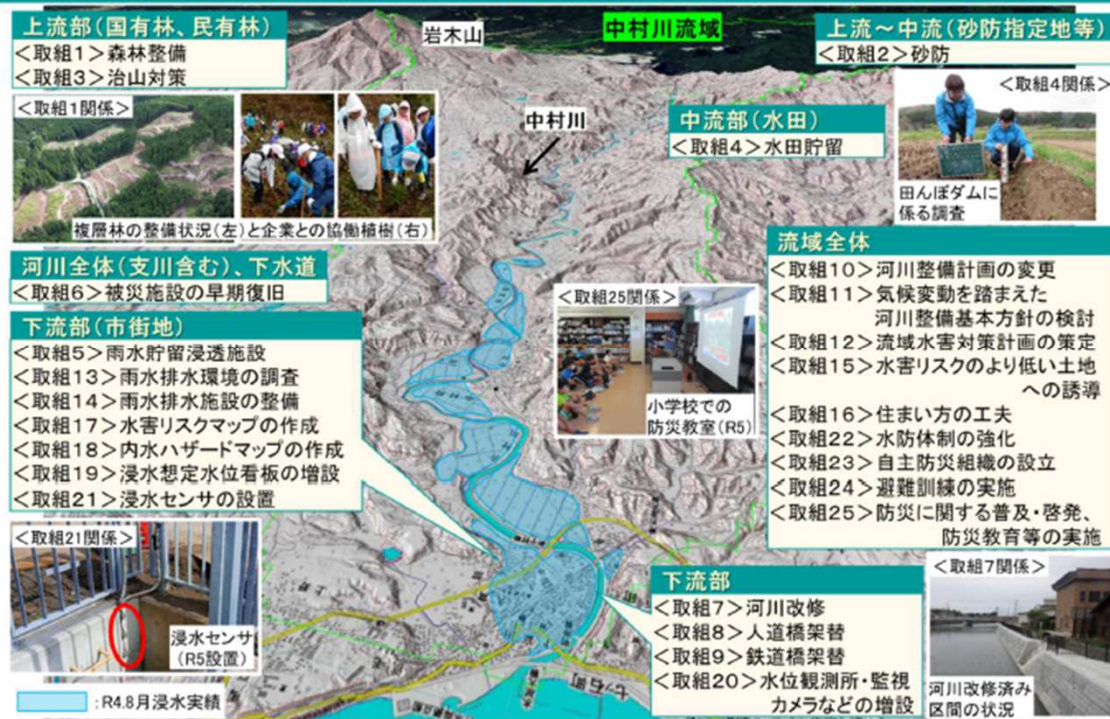 上流部(国有林、民有林)
<取組1>森林整備
<取組3>治山対策
岩木山
中村川流域
上流～中流(砂防指定地等)
<取組2>砂防
<取組1関係>
複層林の整備状況(左)と企業との協働植樹(右)
中村川
中流部(水田)
<取組4>水田貯留
<取組4関係>
田んぼダムに
係る調査
河川全体(支川含む)、下水道
<取組6>被災施設の早期復旧
下流部(市街地)
<取組5>雨水貯留浸透施設
<取組13>雨水排水環境の調査
<取組14>雨水排水施設の整備
<取組17>水害リスクマップの作成
<取組18>内水ハザードマップの作成
<取組19>浸水想定水位看板の増設
<取組21>浸水センサの設置
<取組25関係>
小学校での
防災教室(R5)
流域全体
<取組10>河川整備計画の変更
<取組11>気候変動を踏まえた
河川整備基本方針の検討
<取組12>流域水害対策計画の策定
<取組15>水害リスクのより低い土地
への誘導
<取組16>住まい方の工夫
<取組22>水防体制の強化
<取組23>自主防災組織の設立
<取組24>避難訓練の実施
<取組25>防災に関する普及・啓発、
防災教育等の実施
<取組21関係>
浸水センサ
(R5設置)
:R4.8月浸水実績
下流部
<取組7>河川改修
<取組8>人道橋架替
<取組9>鉄道橋架替
<取組20>水位観測所・監視
カメラなどの増設
<取組7関係>
河川改修済み
区間の状況